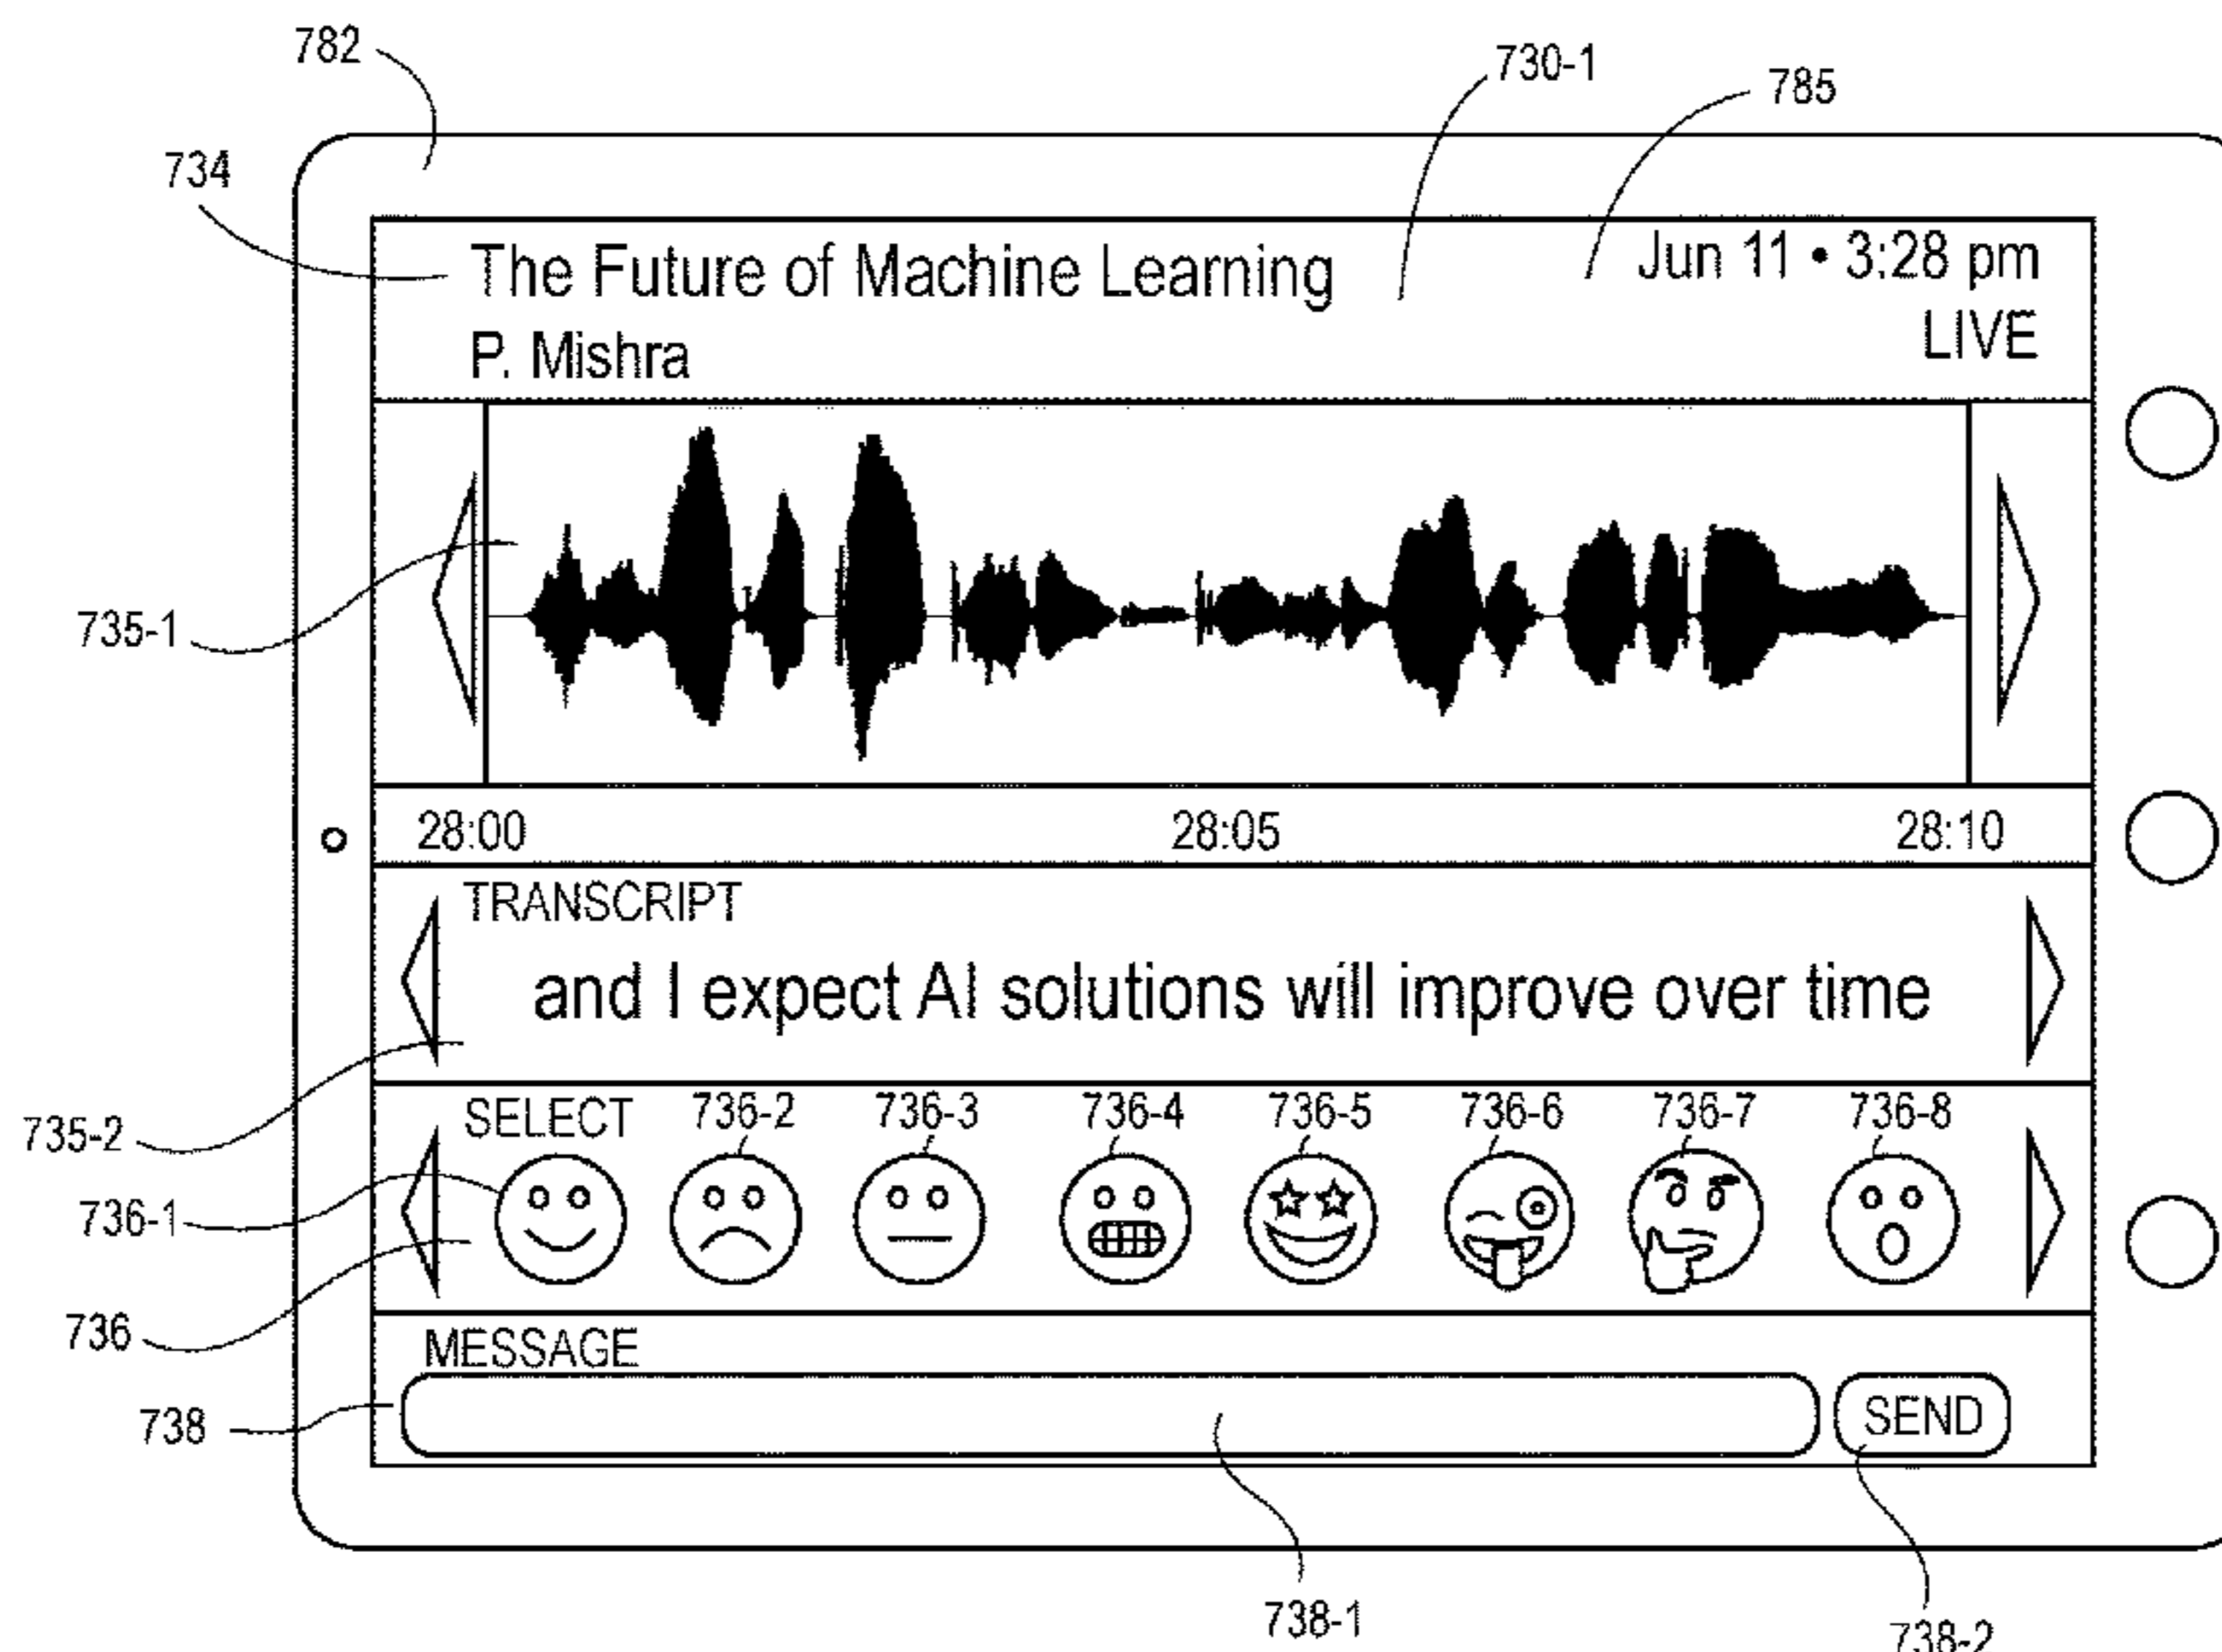 782
730-1
785
734
The Future of Machine Learning
Jun 11 • 3:28 pm
P. Mishra
LIVE
735-1
28:00 28:05 28:10
TRANSCRIPT
and I expect AI solutions will improve over time
735-2
SELECT 736-2 736-3 736-4 736-5 736-6 736-7 736-8
736-1
736
MESSAGE
738
SEND
738-1
738-2